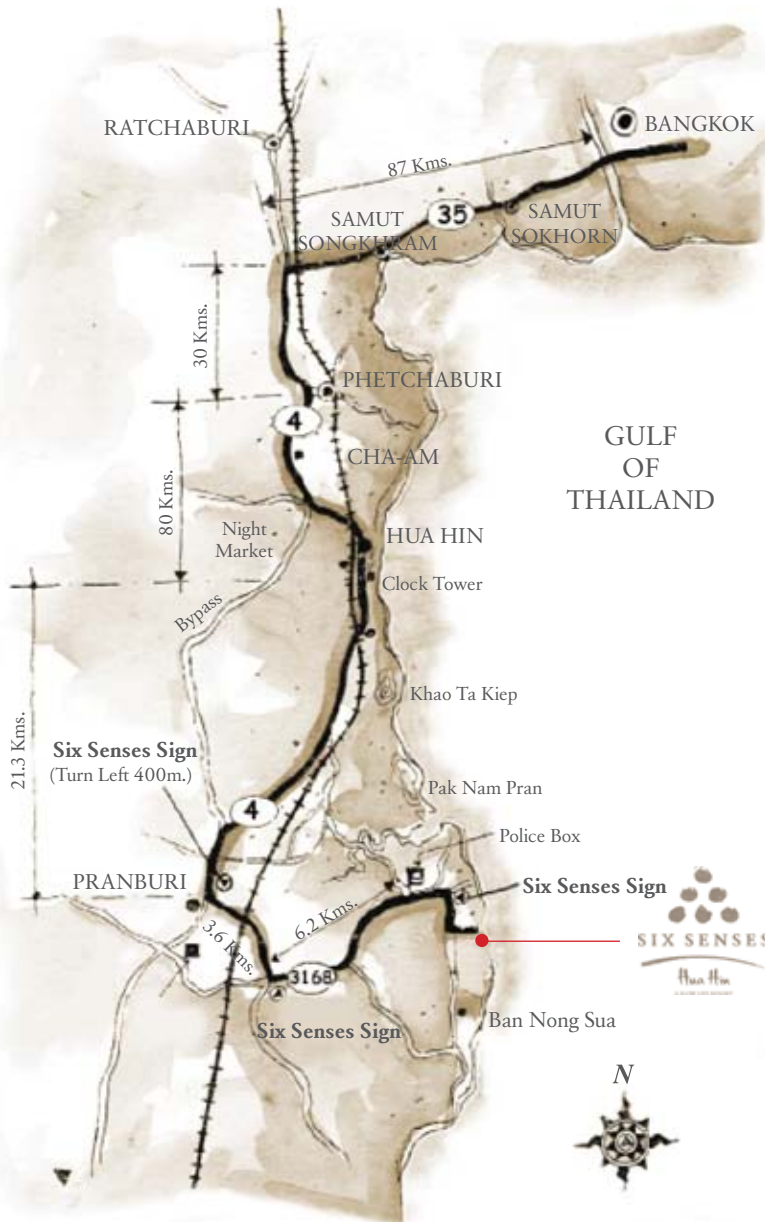 RATCHABURI
BANGKOK
87 Kms.
SAMUT
SONGKHRAM
35
SAMUT
SOKHORN
30 Kms.
PHETCHABURI
4
CHA-AM
GULF
OF
THAILAND
80 Kms.
Night
Market
HUA HIN
Clock Tower
Bypass
Khao Ta Kiep
21.3 Kms.
Six Senses Sign
(Turn Left 400m.)
Pak Nam Pran
4
Police Box
PRANBURI
Six Senses Sign
6.2 Kms.
3.6 Kms.
SIX SENSES
Hua Hin
3168
Six Senses Sign
Ban Nong Sua
N